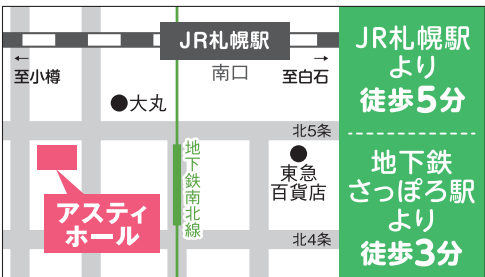 JR札幌駅
←
至小樽
南口
→
至白石
●大丸
北5条
地下鉄南北線
東急
百貨店
アスティ
ホール
北4条
JR札幌駅
より
徒歩5分
地下鉄
さっぽろ駅
より
徒歩3分